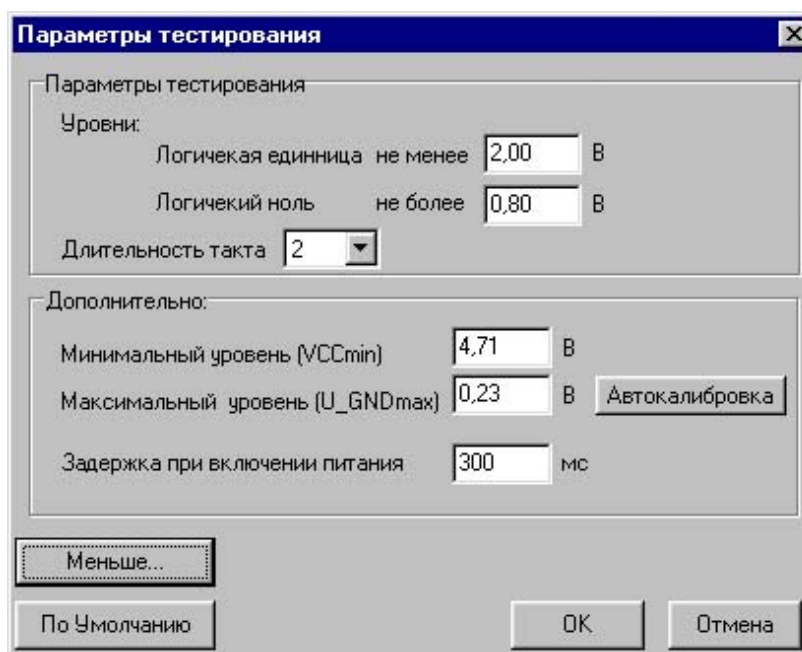 Параметры тестирования
Параметры тестирования
Уровни:
Логичекая единница не менее 2,00 В
Логичекий ноль не более 0,80 В
Длительность такта 2
Дополнительно:
Минимальный уровень (VCCmin) 4,71 В
Максимальный уровень (U_GNDmax) 0,23 В Автокалибровка
Задержка при включении питания 300 мс
Меньше...
По Умолчанию OK Отмена